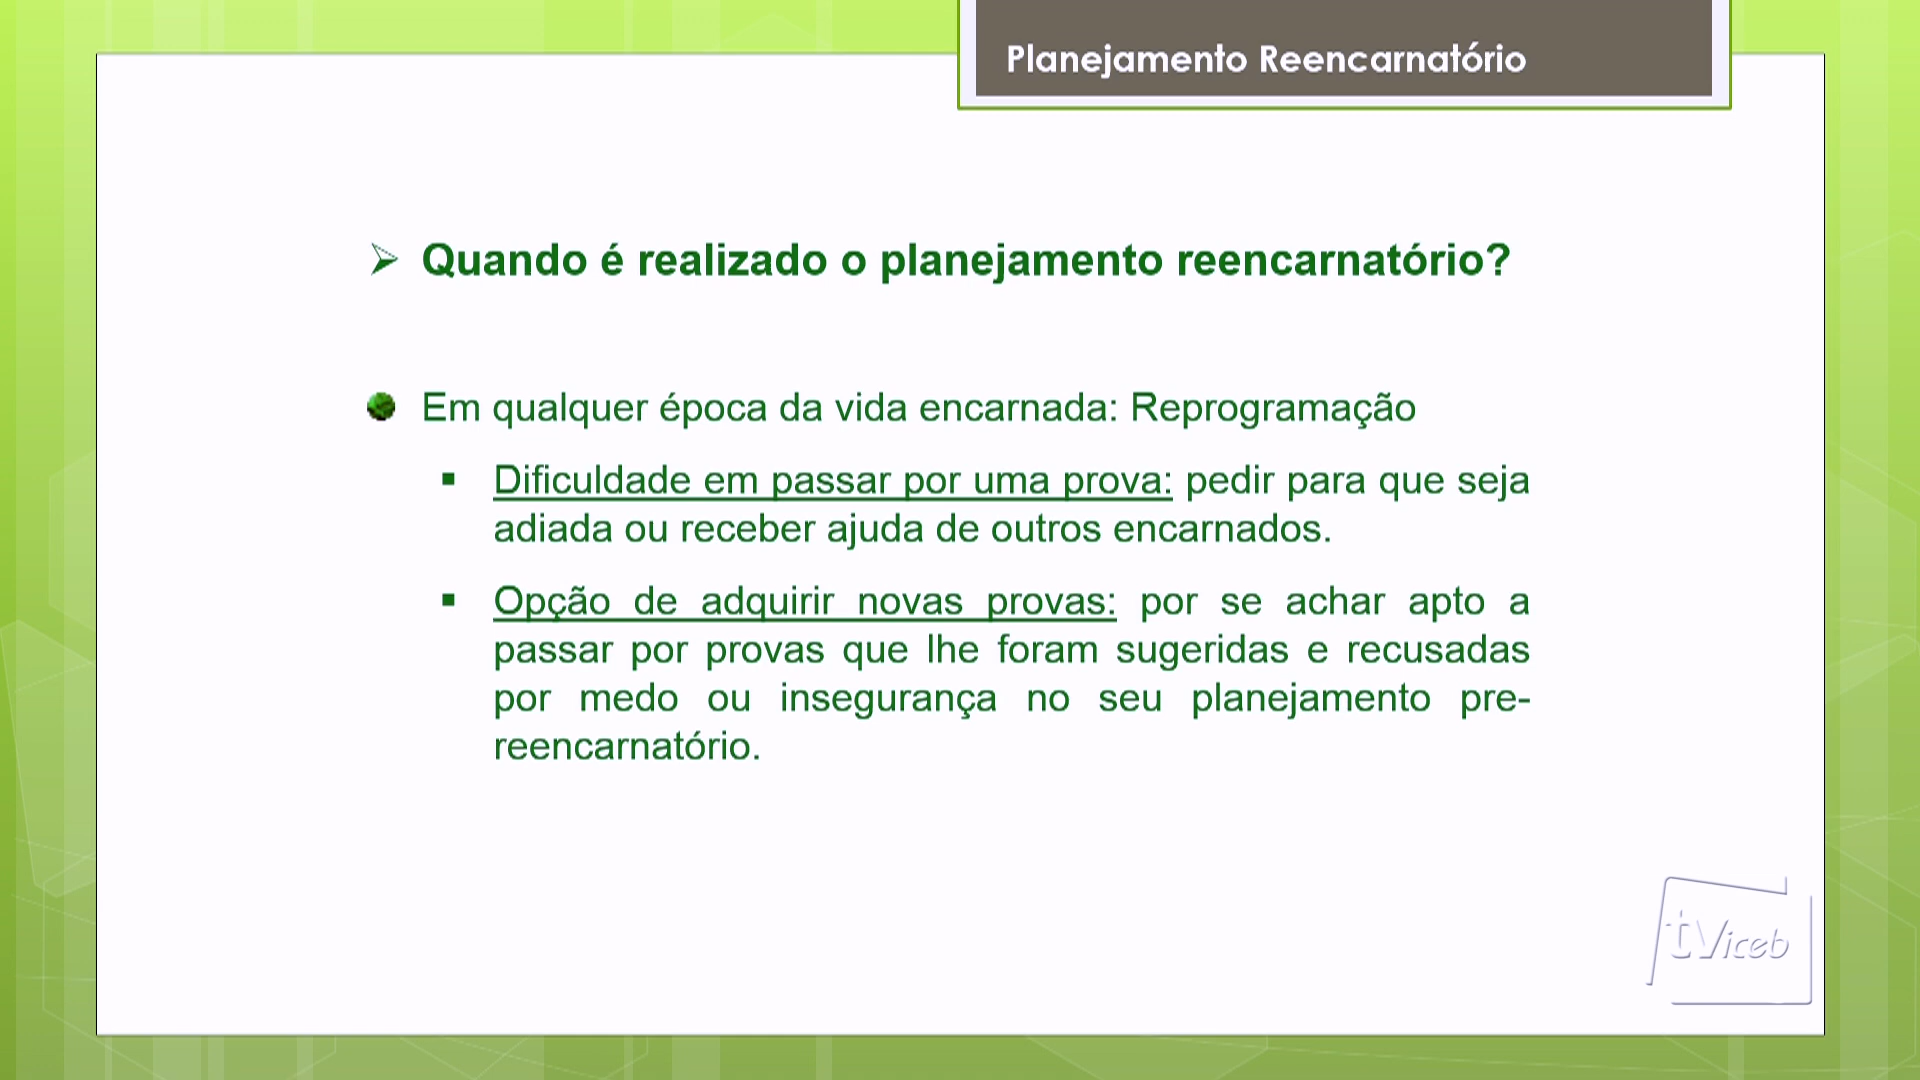 Planejamento Reencarnatório
Quando é realizado o planejamento reencarnatório?
Em qualquer época da vida encarnada: Reprogramação
Dificuldade em passar por uma prova: pedir para que seja
adiada ou receber ajuda de outros encarnados.
Opção de adquirir novas provas: por se achar apto a
passar por provas que lhe foram sugeridas e recusadas
por medo ou insegurança no seu planejamento pre-
reencarnatório.
tViceb